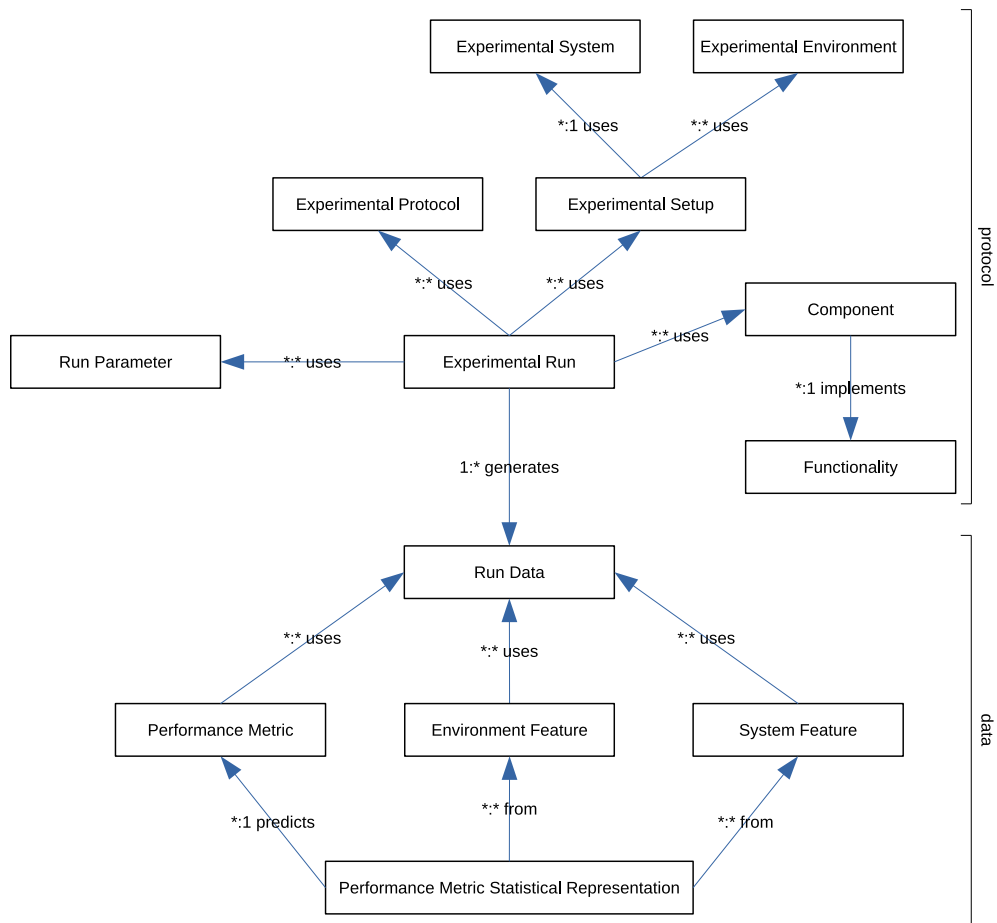 Experimental System
Experimental Environment
*:1 uses
*:* uses
Experimental Protocol
Experimental Setup
protocol
*:* uses
*:* uses
Component
*:* uses
Run Parameter
*:* uses
Experimental Run
*:1 implements
1:* generates
Functionality
Run Data
*:* uses
*:* uses
*:* uses
Performance Metric
Environment Feature
System Feature
data
*:1 predicts
*:* from
*:* from
Performance Metric Statistical Representation